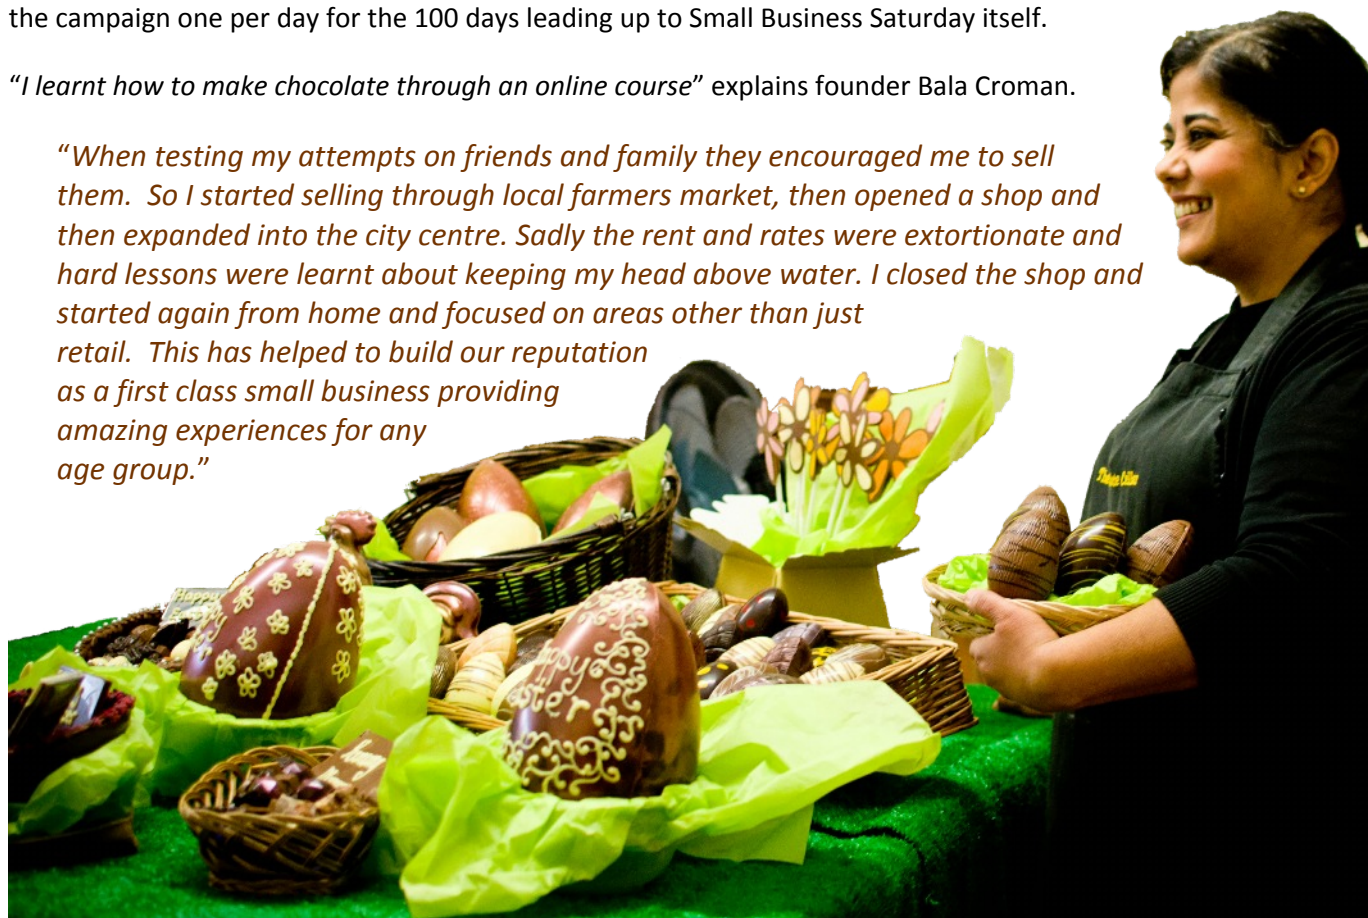 the campaign one per day for the 100 days leading up to Small Business Saturday itself.
“I learnt how to make chocolate through an online course” explains founder Bala Croman.
“When testing my attempts on friends and family they encouraged me to sell
them.  So I started selling through local farmers market, then opened a shop and
then expanded into the city centre. Sadly the rent and rates were extortionate and
hard lessons were learnt about keeping my head above water. I closed the shop and
started again from home and focused on areas other than just
retail.  This has helped to build our reputation
as a first class small business providing
amazing experiences for any
age group.”
Happy